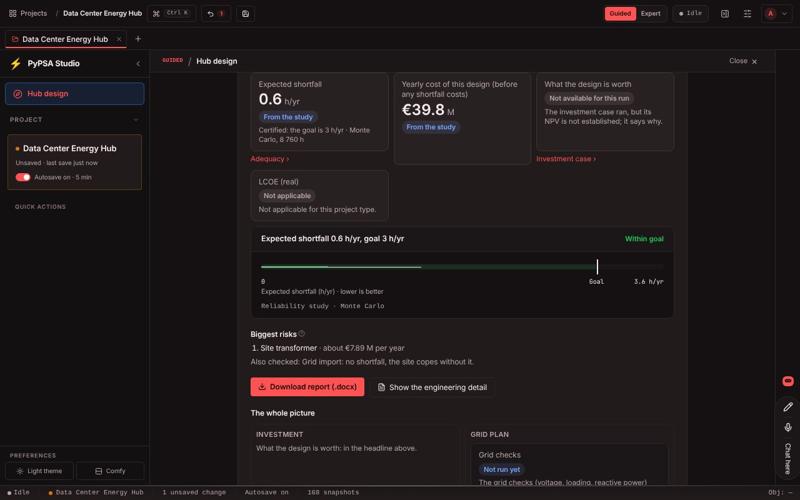 Projects / Data Center Energy Hub ⌘ Ctrl K 1 Guided Expert Idle A
Data Center Energy Hub × +
PyPSA Studio
GUIDED / Hub design Close ×
Hub design
PROJECT
Data Center Energy Hub
Unsaved · last save just now
Autosave on · 5 min
QUICK ACTIONS
Expected shortfall
0.6 h/yr
From the study
Certified: the goal is 3 h/yr · Monte
Carlo, 8 760 h
Adequacy ›
Yearly cost of this design (before
any shortfall costs)
€39.8 M
From the study
What the design is worth
Not available for this run
The investment case ran, but its
NPV is not established; it says why.
Investment case ›
LCOE (real)
Not applicable
Not applicable for this project type.
Expected shortfall 0.6 h/yr, goal 3 h/yr Within goal
0 Goal 3.6 h/yr
Expected shortfall (h/yr) · lower is better
Reliability study · Monte Carlo
Biggest risks ?
1. Site transformer · about €7.89 M per year
Also checked: Grid import: no shortfall, the site copes without it.
Download report (.docx) Show the engineering detail
The whole picture
INVESTMENT
What the design is worth: in the headline above.
GRID PLAN
Grid checks
Not run yet
The grid checks (voltage, loading, reactive power)
Chat here
PREFERENCES
Light theme Comfy
Idle Data Center Energy Hub 1 unsaved change Autosave on 168 snapshots Obj: —